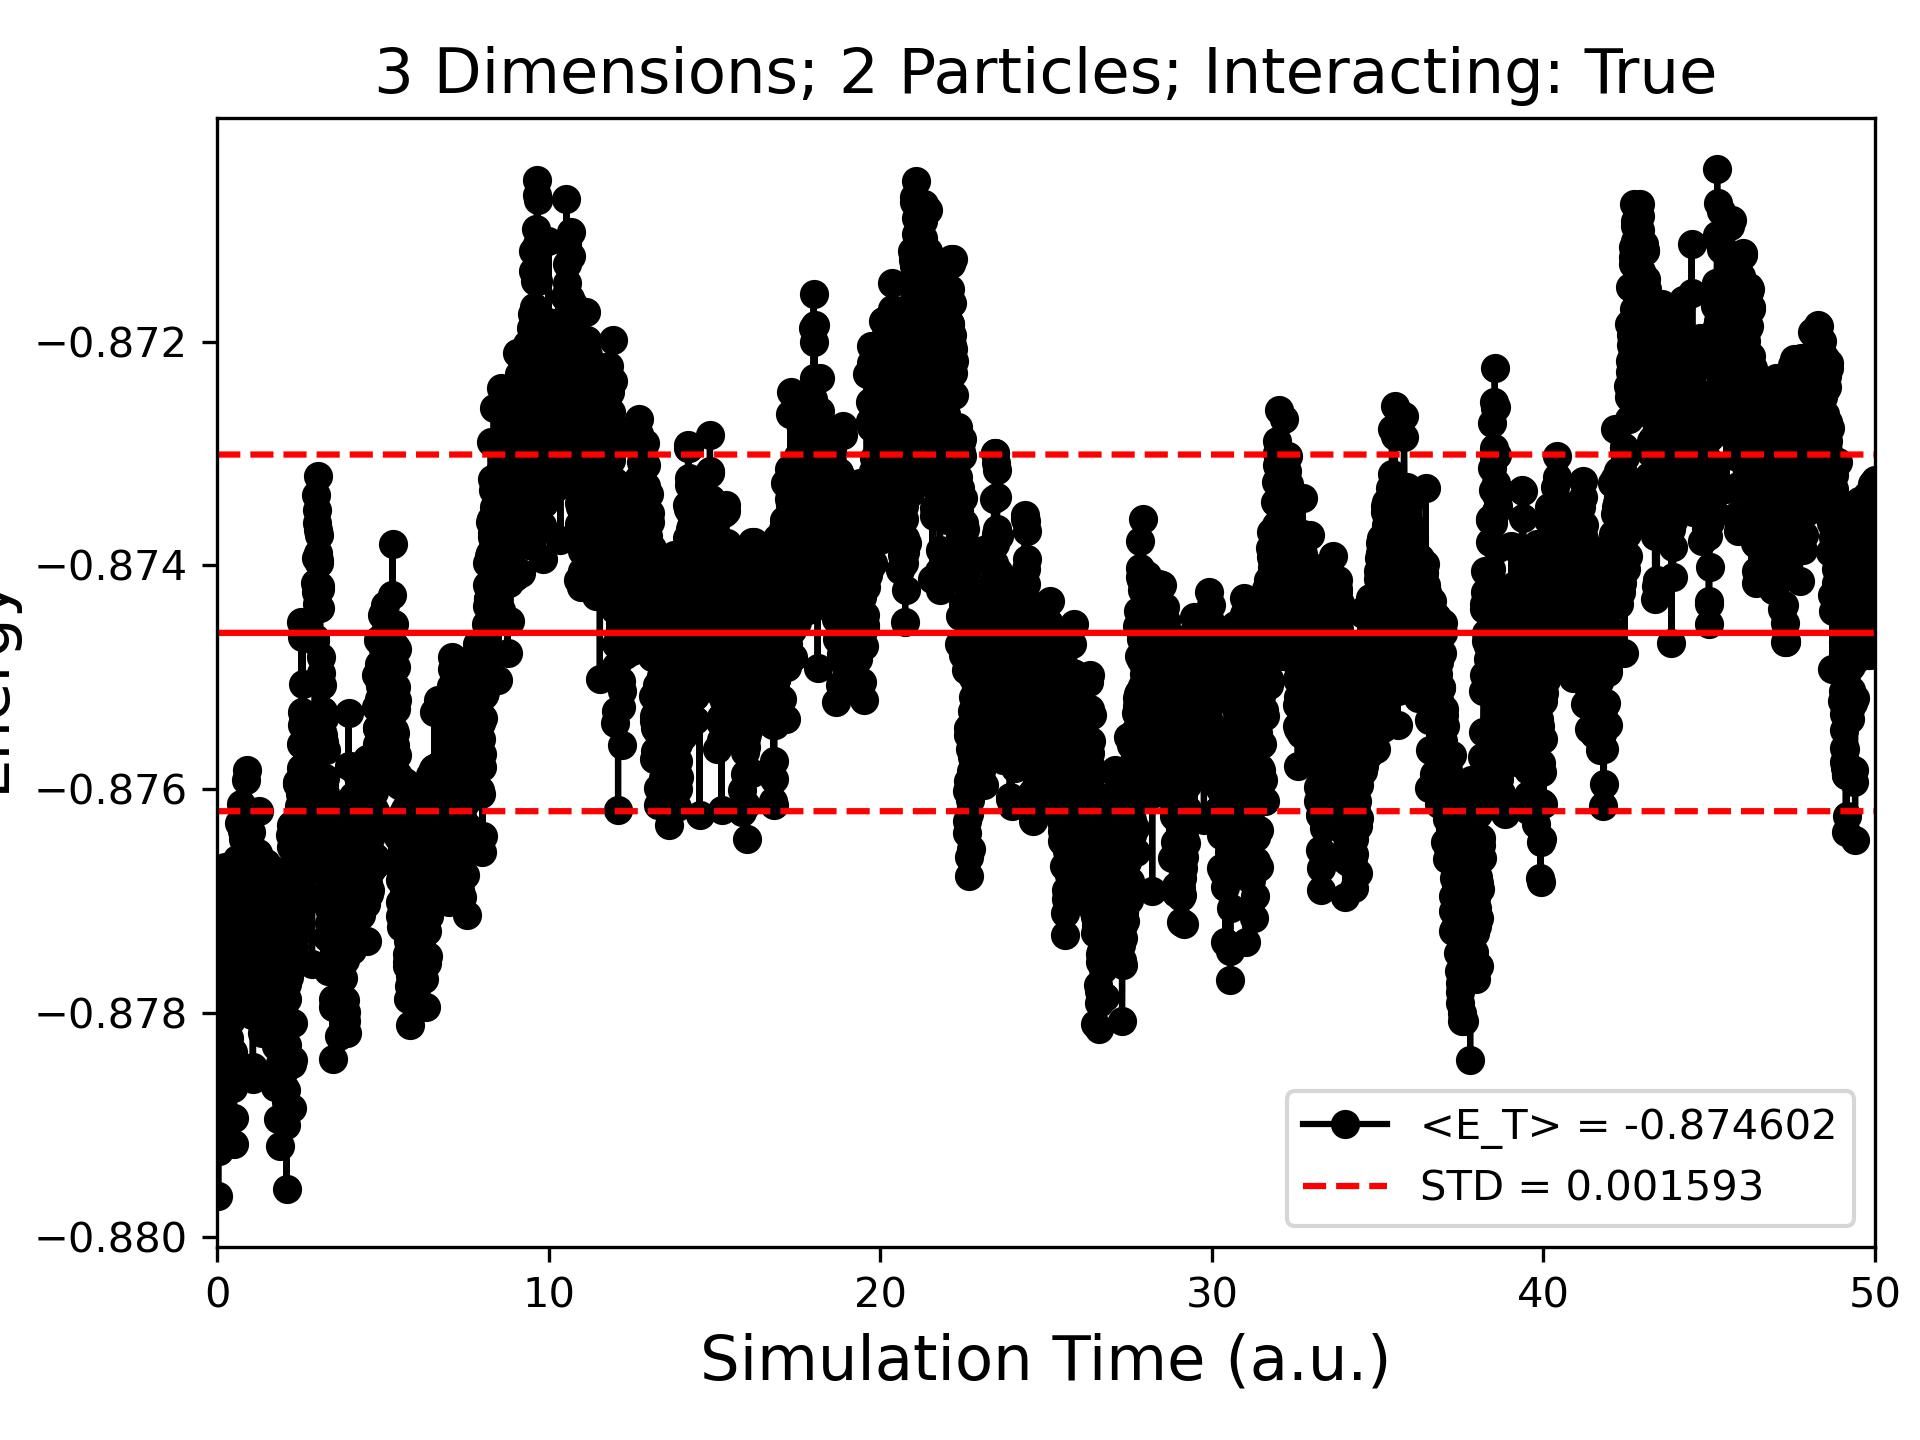 3 Dimensions; 2 Particles; Interacting: True
Energy
−0.872
−0.874
−0.876
−0.878
−0.880
0 10 20 30 40 50
Simulation Time (a.u.)
<E_T> = -0.874602
STD = 0.001593